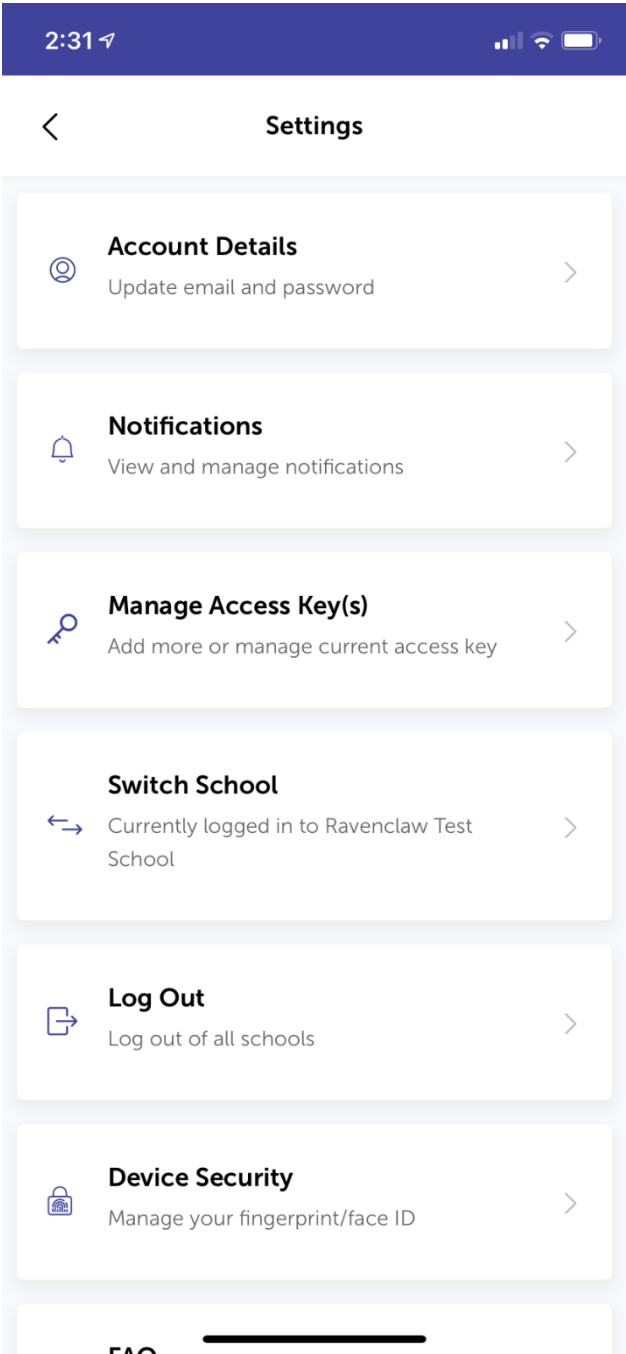 2:31
Settings
Account Details
Update email and password
Notifications
View and manage notifications
Manage Access Key(s)
Add more or manage current access key
Switch School
Currently logged in to Ravenclaw Test
School
Log Out
Log out of all schools
Device Security
Manage your fingerprint/face ID
FAQ